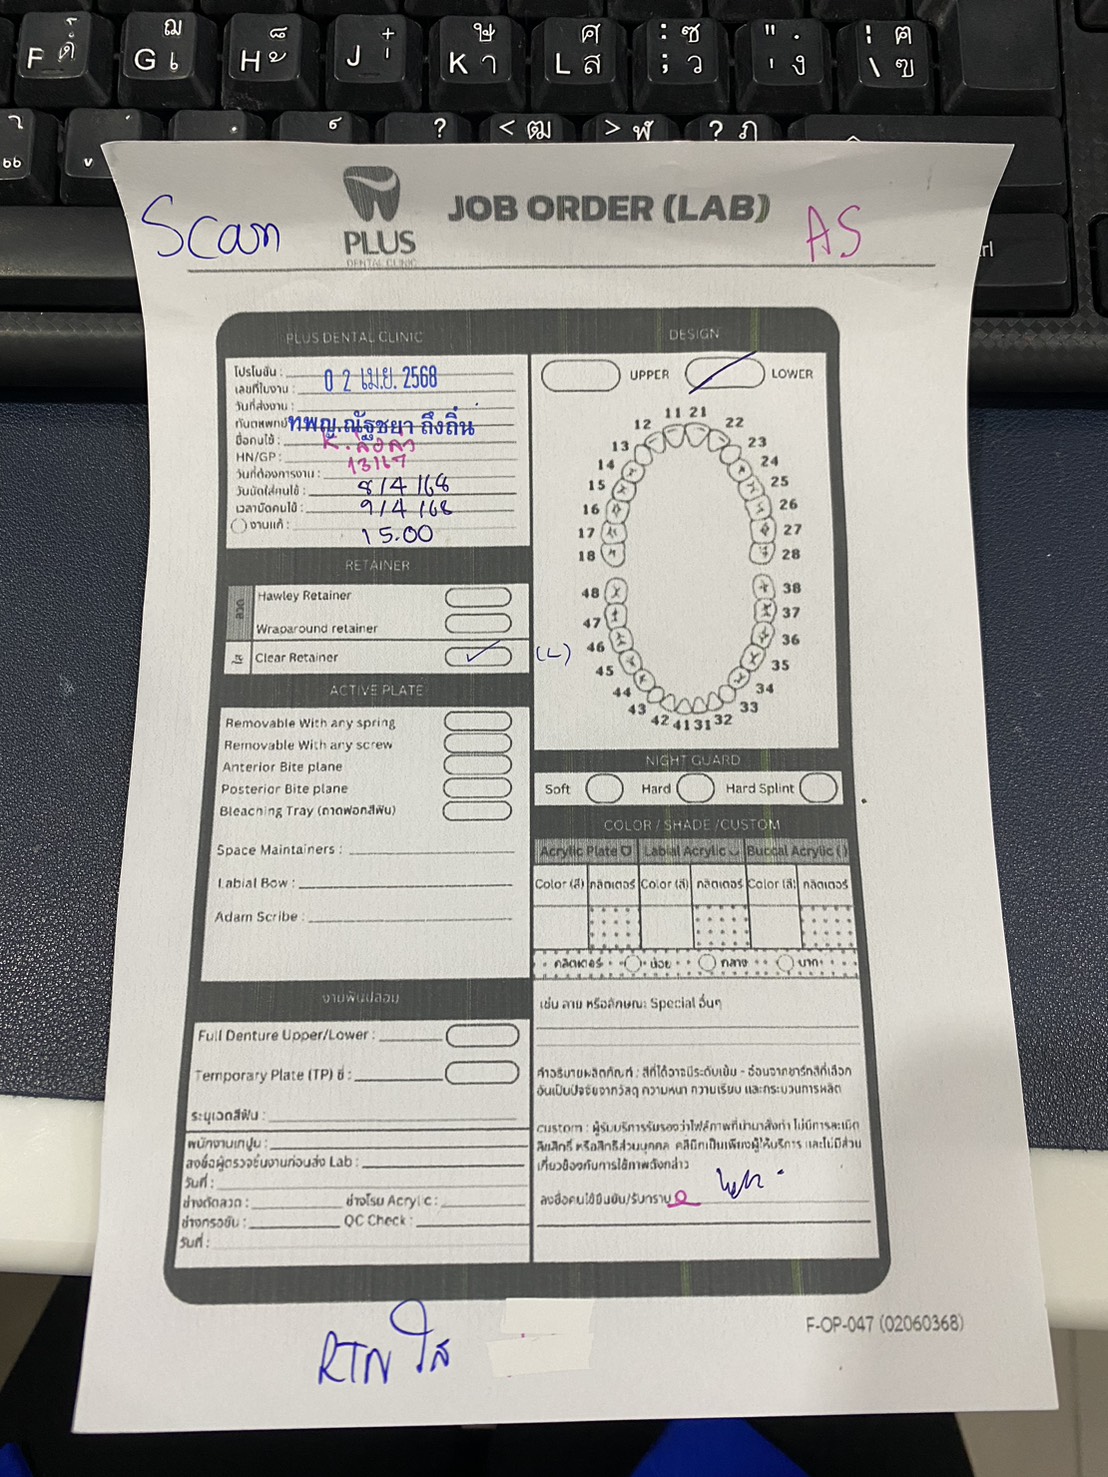 F ด ็
G ฌ เ
H ะ
J + ่
K ษ า
L ศ ส
: ซ ; ว
" . ' ง
ฅ \ ฃ
? < ฒ > ฬ ? ฦ
Scan
PLUS
DENTAL CLINIC
JOB ORDER (LAB)
AS
PLUS DENTAL CLINIC
โปรโมชั่น :
เลขที่ใบงาน : 0 2 เม.ย. 2568
วันที่ส่งงาน :
ทันตแพทย์ ทพญ.ณัฐชยา ถึงถิ่น
ชื่อคนไข้ :
HN/GP : 13167
วันที่ต้องการงาน : 8/4/68
วันนัดใส่คนไข้ : 9/4/68
เวลานัดคนไข้ : 15.00
งานแก้ :
RETAINER
ลวด
Hawley Retainer
Wraparound retainer
ใส
Clear Retainer ✓ (L)
ACTIVE PLATE
Removable With any spring
Removable With any screw
Anterior Bite plane
Posterior Bite plane
Bleaching Tray (ถาดฟอกสีฟัน)
Space Maintainers :
Labial Bow :
Adam Scribe :
งานฟันปลอม
Full Denture Upper/Lower :
Temporary Plate (TP) ซี่ :
ระบุเฉดสีฟัน :
พนักงานเทปูน :
ลงชื่อผู้ตรวจชิ้นงานก่อนส่ง Lab :
วันที่ :
ช่างดัดลวด : ช่างโรย Acrylic :
ช่างกรอขัด : QC Check :
วันที่ :
DESIGN
UPPER LOWER
11 21
12 22
13 23
14 24
15 25
16 26
17 27
18 28
48 38
47 37
46 36
45 35
44 34
43 33
42 41 31 32
NIGHT GUARD
Soft Hard Hard Splint
COLOR / SHADE /CUSTOM
Acrylic Plate Labial Acrylic Buccal Acrylic ( )
Color (สี) กลิตเตอร์ Color (สี) กลิตเตอร์ Color (สี) กลิตเตอร์
กลิตเตอร์ น้อย กลาง มาก
เช่น ลาย หรือลักษณะ Special อื่นๆ
คำอธิบายผลิตภัณฑ์ : สีที่ได้อาจมีระดับเข้ม - อ่อนจากชาร์ทสีที่เลือก
อันเป็นปัจจัยจากวัสดุ ความหนา ความเรียบ และกระบวนการผลิต
custom : ผู้รับบริการรับรองว่าไฟล์ภาพที่นำมาสั่งทำ ไม่มีการละเมิด
ลิขสิทธิ์ หรือสิทธิส่วนบุคคล คลินิกเป็นเพียงผู้ให้บริการ และไม่มีส่วน
เกี่ยวข้องกับการใช้ภาพดังกล่าว
ลงชื่อคนไข้ยืนยัน/รับทราบ
F-OP-047 (02060368)
RTN ใส